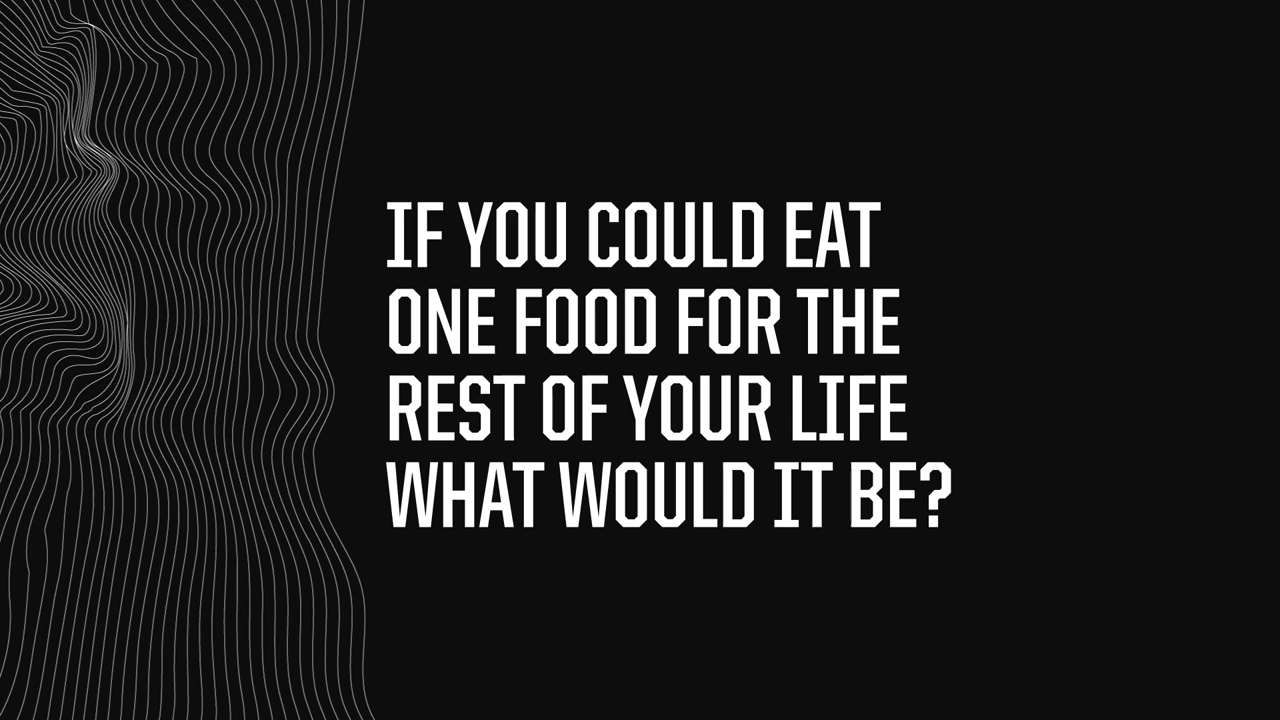 IF YOU COULD EAT
ONE FOOD FOR THE
REST OF YOUR LIFE
WHAT WOULD IT BE?